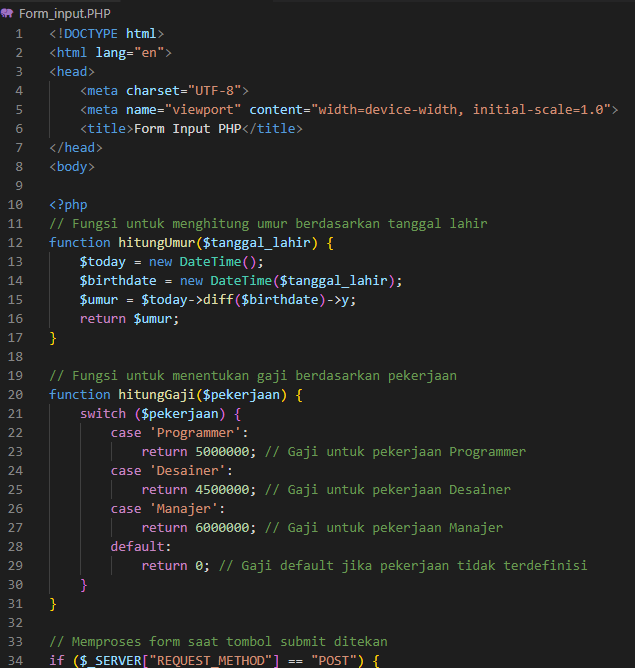 Form_input.PHP
1 <!DOCTYPE html>
2 <html lang="en">
3 <head>
4     <meta charset="UTF-8">
5     <meta name="viewport" content="width=device-width, initial-scale=1.0">
6     <title>Form Input PHP</title>
7 </head>
8 <body>
9
10 <?php
11 // Fungsi untuk menghitung umur berdasarkan tanggal lahir
12 function hitungUmur($tanggal_lahir) {
13     $today = new DateTime();
14     $birthdate = new DateTime($tanggal_lahir);
15     $umur = $today->diff($birthdate)->y;
16     return $umur;
17 }
18
19 // Fungsi untuk menentukan gaji berdasarkan pekerjaan
20 function hitungGaji($pekerjaan) {
21     switch ($pekerjaan) {
22         case 'Programmer':
23             return 5000000; // Gaji untuk pekerjaan Programmer
24         case 'Desainer':
25             return 4500000; // Gaji untuk pekerjaan Desainer
26         case 'Manajer':
27             return 6000000; // Gaji untuk pekerjaan Manajer
28         default:
29             return 0; // Gaji default jika pekerjaan tidak terdefinisi
30     }
31 }
32
33 // Memproses form saat tombol submit ditekan
34 if ($_SERVER["REQUEST_METHOD"] == "POST") {